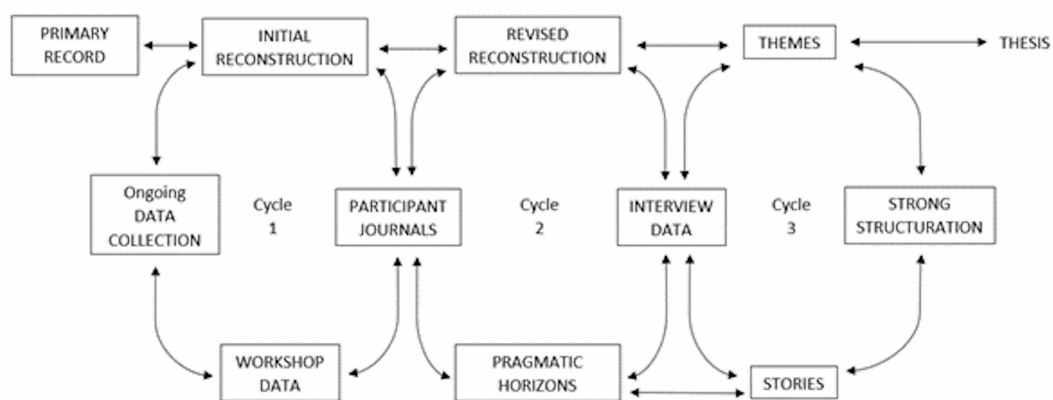 PRIMARY
RECORD
INITIAL
RECONSTRUCTION
REVISED
RECONSTRUCTION
THEMES
THESIS
Ongoing
DATA
COLLECTION
Cycle
1
PARTICIPANT
JOURNALS
Cycle
2
INTERVIEW
DATA
Cycle
3
STRONG
STRUCTURATION
WORKSHOP
DATA
PRAGMATIC
HORIZONS
STORIES